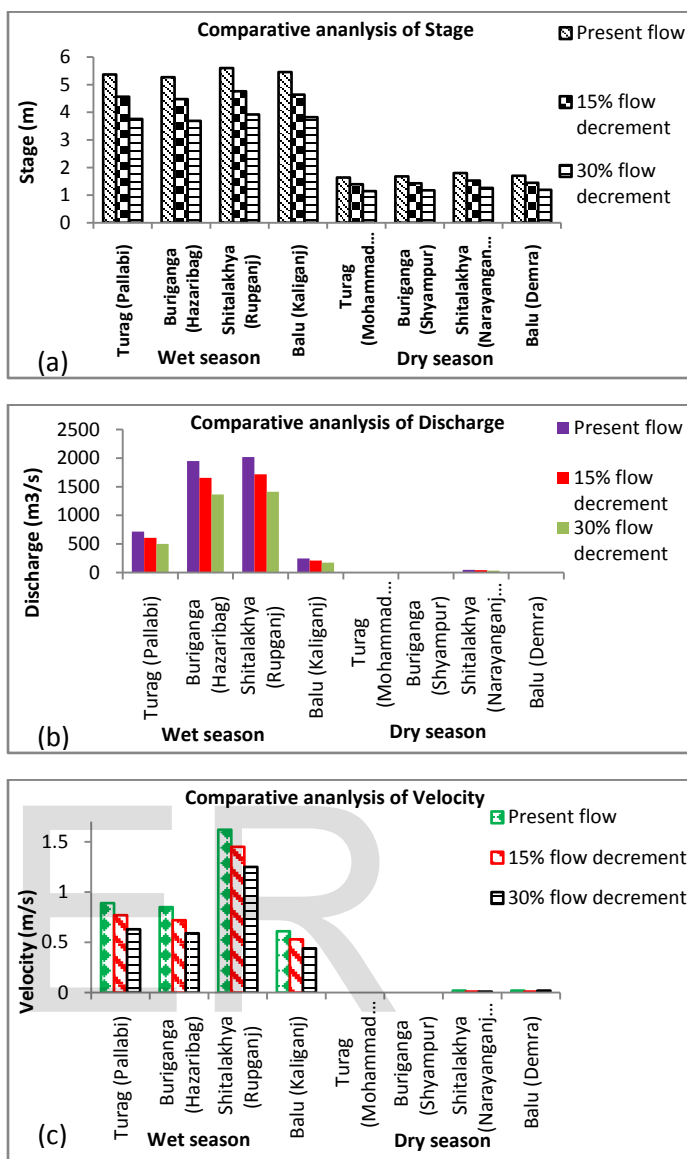 Comparative ananlysis of Stage
Present flow
15% flow
decrement
30% flow
decrement
Stage (m)
6
5
4
3
2
1
0
Turag (Pallabi)
Buriganga
(Hazaribag)
Shitalakhya
(Rupganj)
Balu (Kaliganj)
Turag
(Mohammad...
Buriganga
(Shyampur)
Shitalakhya
(Narayangan...
Balu (Demra)
Wet season
Dry season
(a)
Comparative ananlysis of Discharge
Present flow
15% flow
decrement
30% flow
decrement
Discharge (m3/s)
2500
2000
1500
1000
500
0
Turag (Pallabi)
Buriganga
(Hazaribag)
Shitalakhya
(Rupganj)
Balu (Kaliganj)
Turag
(Mohammad...
Buriganga
(Shyampur)
Shitalakhya
(Narayanganj...
Balu (Demra)
Wet season
Dry season
(b)
Comparative ananlysis of Velocity
Present flow
15% flow decrement
30% flow decrement
Velocity (m/s)
1.5
1
0.5
0
Turag (Pallabi)
Buriganga
(Hazaribag)
Shitalakhya
(Rupganj)
Balu (Kaliganj)
Turag
(Mohammad...
Buriganga
(Shyampur)
Shitalakhya
(Narayanganj...
Balu (Demra)
Wet season
Dry season
(c)
ER